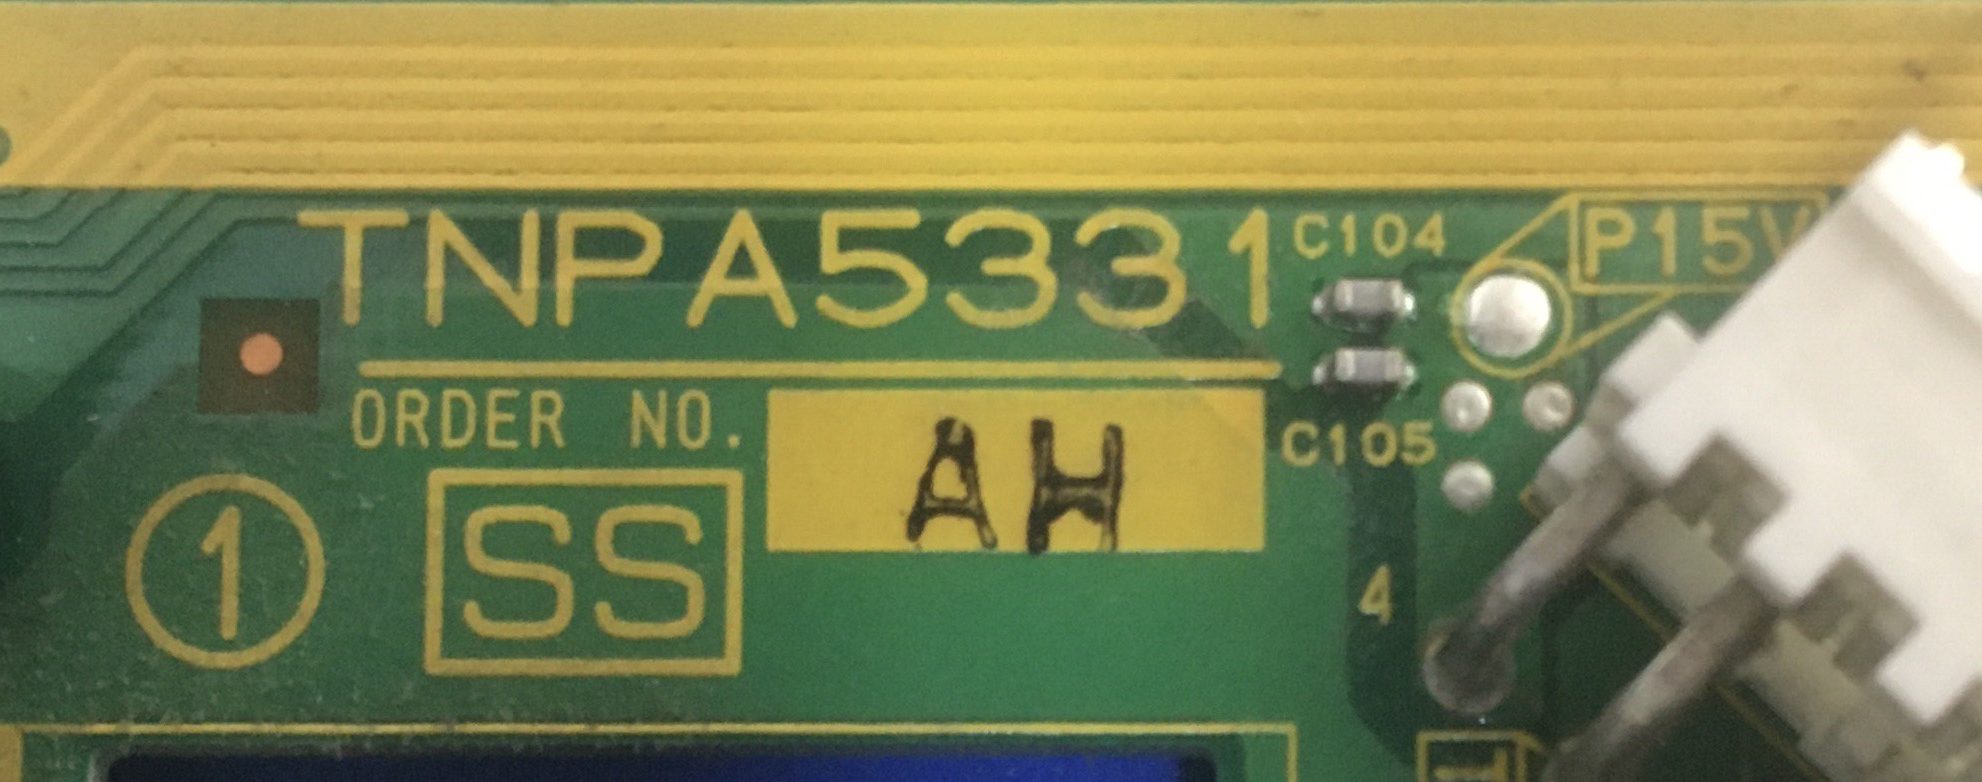 TNPA5331
C104
P15V
ORDER NO. AH
C105
1 SS
4